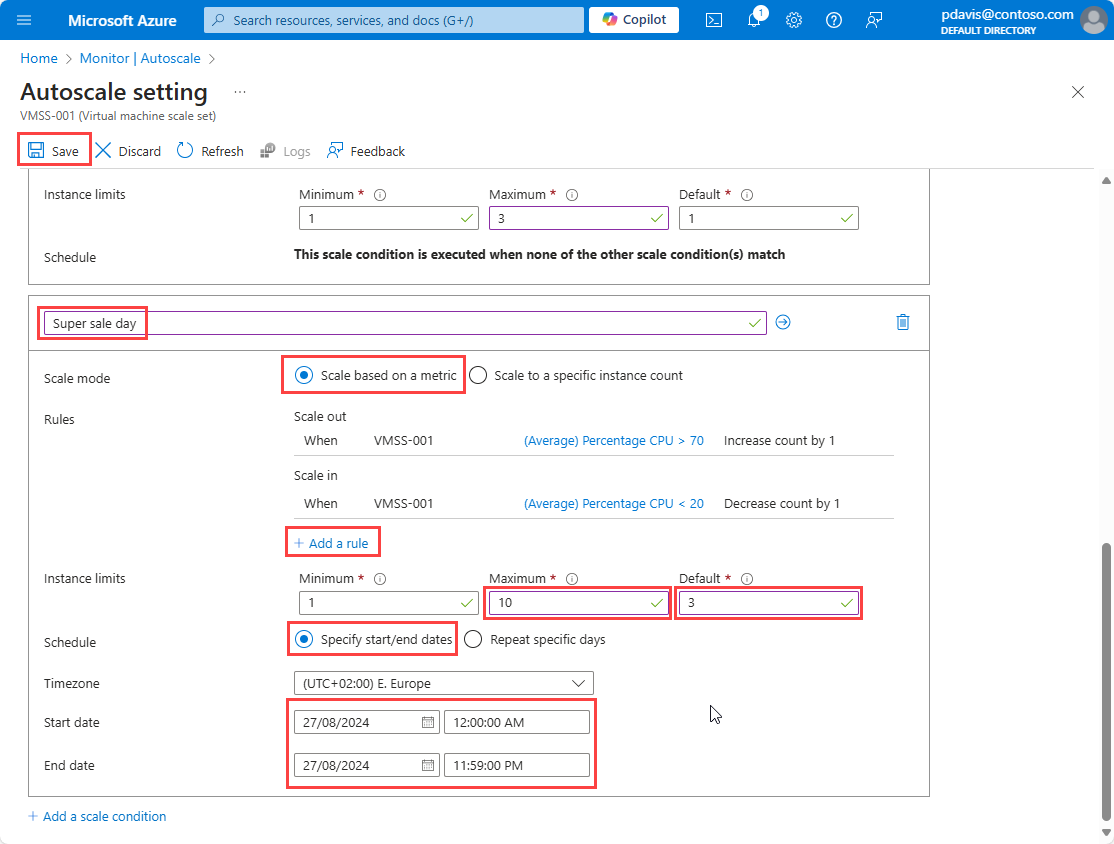 Microsoft Azure
Search resources, services, and docs (G+/)
Copilot
1
pdavis@contoso.com
DEFAULT DIRECTORY
Home > Monitor | Autoscale >
Autoscale setting ...
VMSS-001 (Virtual machine scale set)
Save Discard Refresh Logs Feedback
Instance limits Minimum * Maximum * Default *
1 3 1
Schedule This scale condition is executed when none of the other scale condition(s) match
Super sale day
Scale mode Scale based on a metric Scale to a specific instance count
Rules Scale out
When VMSS-001 (Average) Percentage CPU > 70 Increase count by 1
Scale in
When VMSS-001 (Average) Percentage CPU < 20 Decrease count by 1
+ Add a rule
Instance limits Minimum * Maximum * Default *
1 10 3
Schedule Specify start/end dates Repeat specific days
Timezone (UTC+02:00) E. Europe
Start date 27/08/2024 12:00:00 AM
End date 27/08/2024 11:59:00 PM
+ Add a scale condition